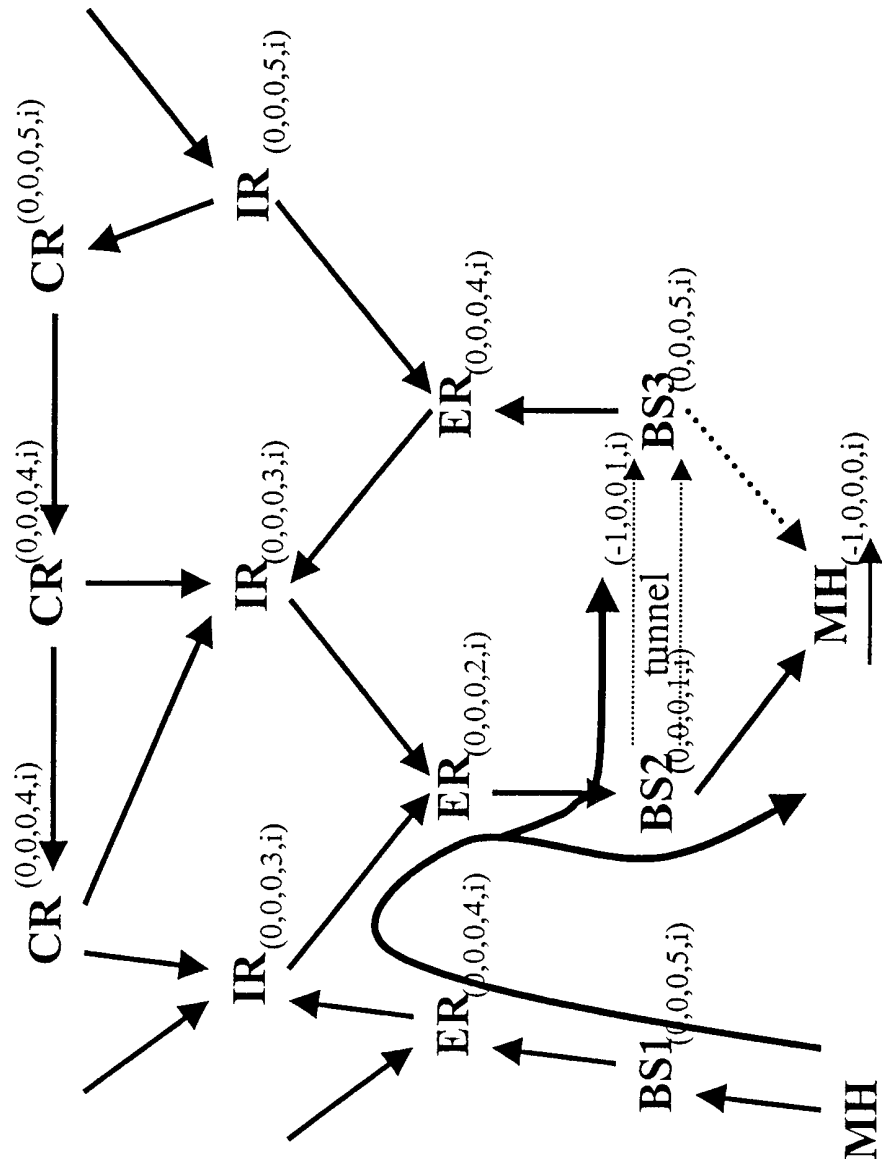 CR (0,0,0,4,i)
CR (0,0,0,4,i)
CR (0,0,0,5,i)
IR (0,0,0,3,i)
IR (0,0,0,3,i)
IR (0,0,0,5,i)
ER (0,0,0,4,i)
ER (0,0,0,2,i)
ER (0,0,0,4,i)
(-1,0,0,1,i)
BS1 (0,0,0,5,i)
BS2 (0,0,0,1,i)
tunnel
BS3 (0,0,0,5,i)
MH
MH (-1,0,0,0,i)